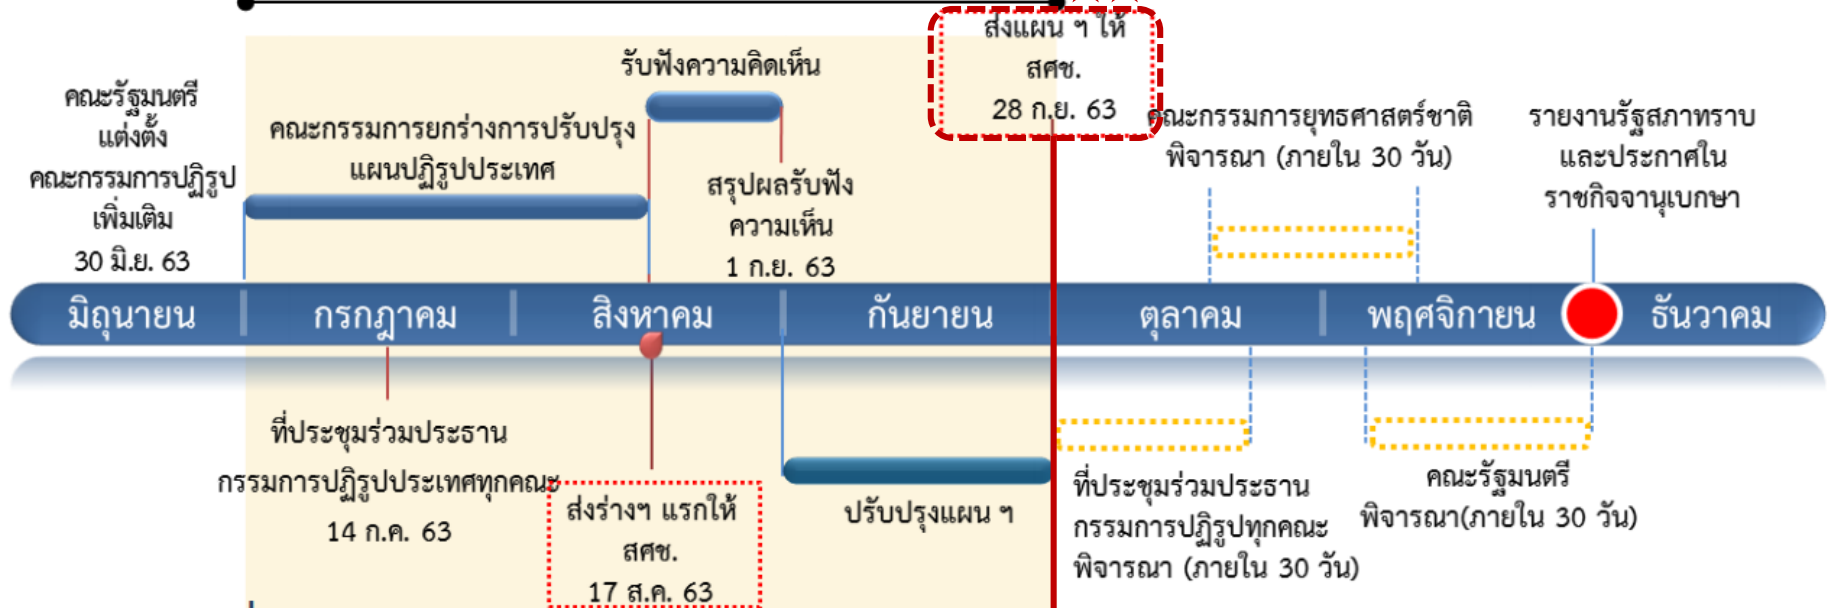 คณะรัฐมนตรี
แต่งตั้ง
คณะกรรมการปฏิรูป
เพิ่มเติม
30 มิ.ย. 63
คณะกรรมการยกร่างการปรับปรุง
แผนปฏิรูปประเทศ
รับฟังความคิดเห็น
สรุปผลรับฟัง
ความเห็น
1 ก.ย. 63
ส่งแผน ฯ ให้
สศช.
28 ก.ย. 63
คณะกรรมการยุทธศาสตร์ชาติ
พิจารณา (ภายใน 30 วัน)
รายงานรัฐสภาทราบ
และประกาศใน
ราชกิจจานุเบกษา
มิถุนายน
กรกฎาคม
สิงหาคม
กันยายน
ตุลาคม
พฤศจิกายน
ธันวาคม
ที่ประชุมร่วมประธาน
กรรมการปฏิรูปประเทศทุกคณะ
14 ก.ค. 63
ส่งร่างฯ แรกให้
สศช.
17 ส.ค. 63
ปรับปรุงแผน ฯ
ที่ประชุมร่วมประธาน
กรรมการปฏิรูปทุกคณะ
พิจารณา (ภายใน 30 วัน)
คณะรัฐมนตรี
พิจารณา(ภายใน 30 วัน)